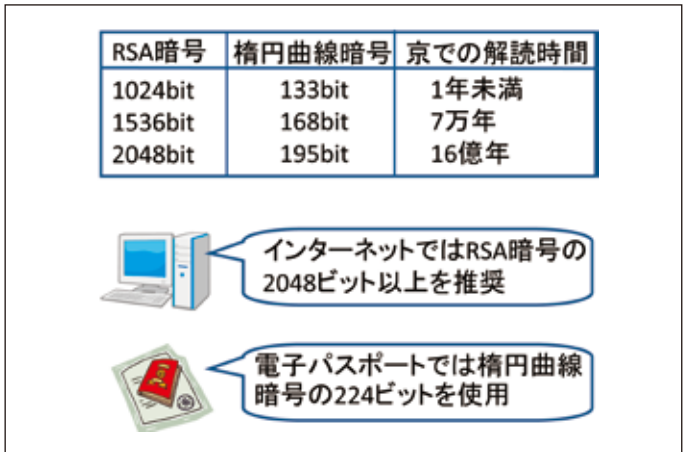 RSA暗号 楕円曲線暗号 京での解読時間
1024bit 133bit 1年未満
1536bit 168bit 7万年
2048bit 195bit 16億年
インターネットではRSA暗号の
2048ビット以上を推奨
電子パスポートでは楕円曲線
暗号の224ビットを使用